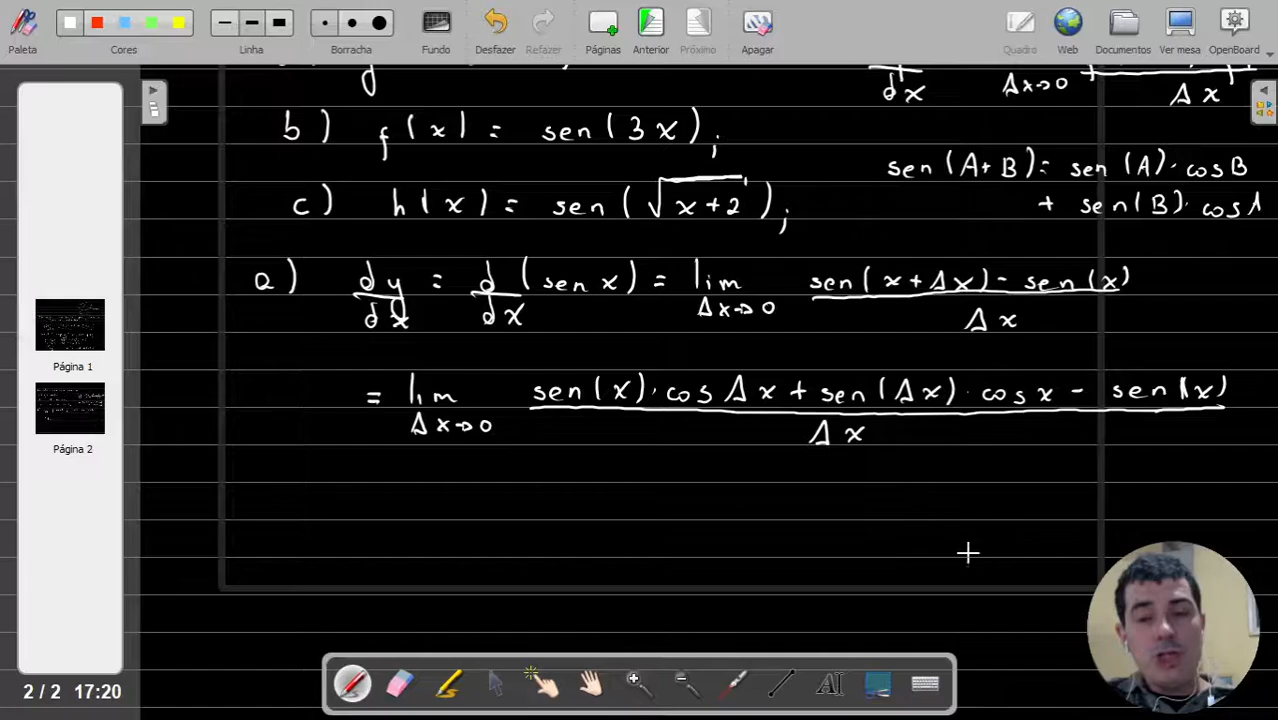 Paleta Cores Linha Borracha Fundo Desfazer Refazer Páginas Anterior Próximo Apagar Quadro Web Documentos Ver mesa OpenBoard
dx Δx→0 Δx
b) f(x) = sen(3x);
sen(A+B) = sen(A)·cosB
+ sen(B)·cosA
c) h(x) = sen(√x+2);
a) dy/dx = d/dx (sen x) = lim Δx→0 sen(x+Δx) - sen(x) / Δx
= lim Δx→0 sen(x)·cos Δx + sen(Δx)·cos x - sen(x) / Δx
Página 1
Página 2
2 / 2 17:20